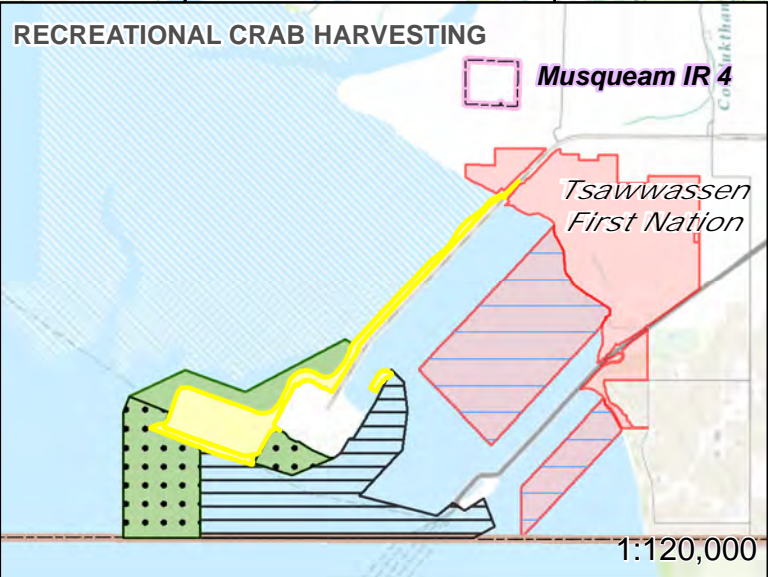 RECREATIONAL CRAB HARVESTING
Musqueam IR 4
Tsawwassen
First Nation
1:120,000